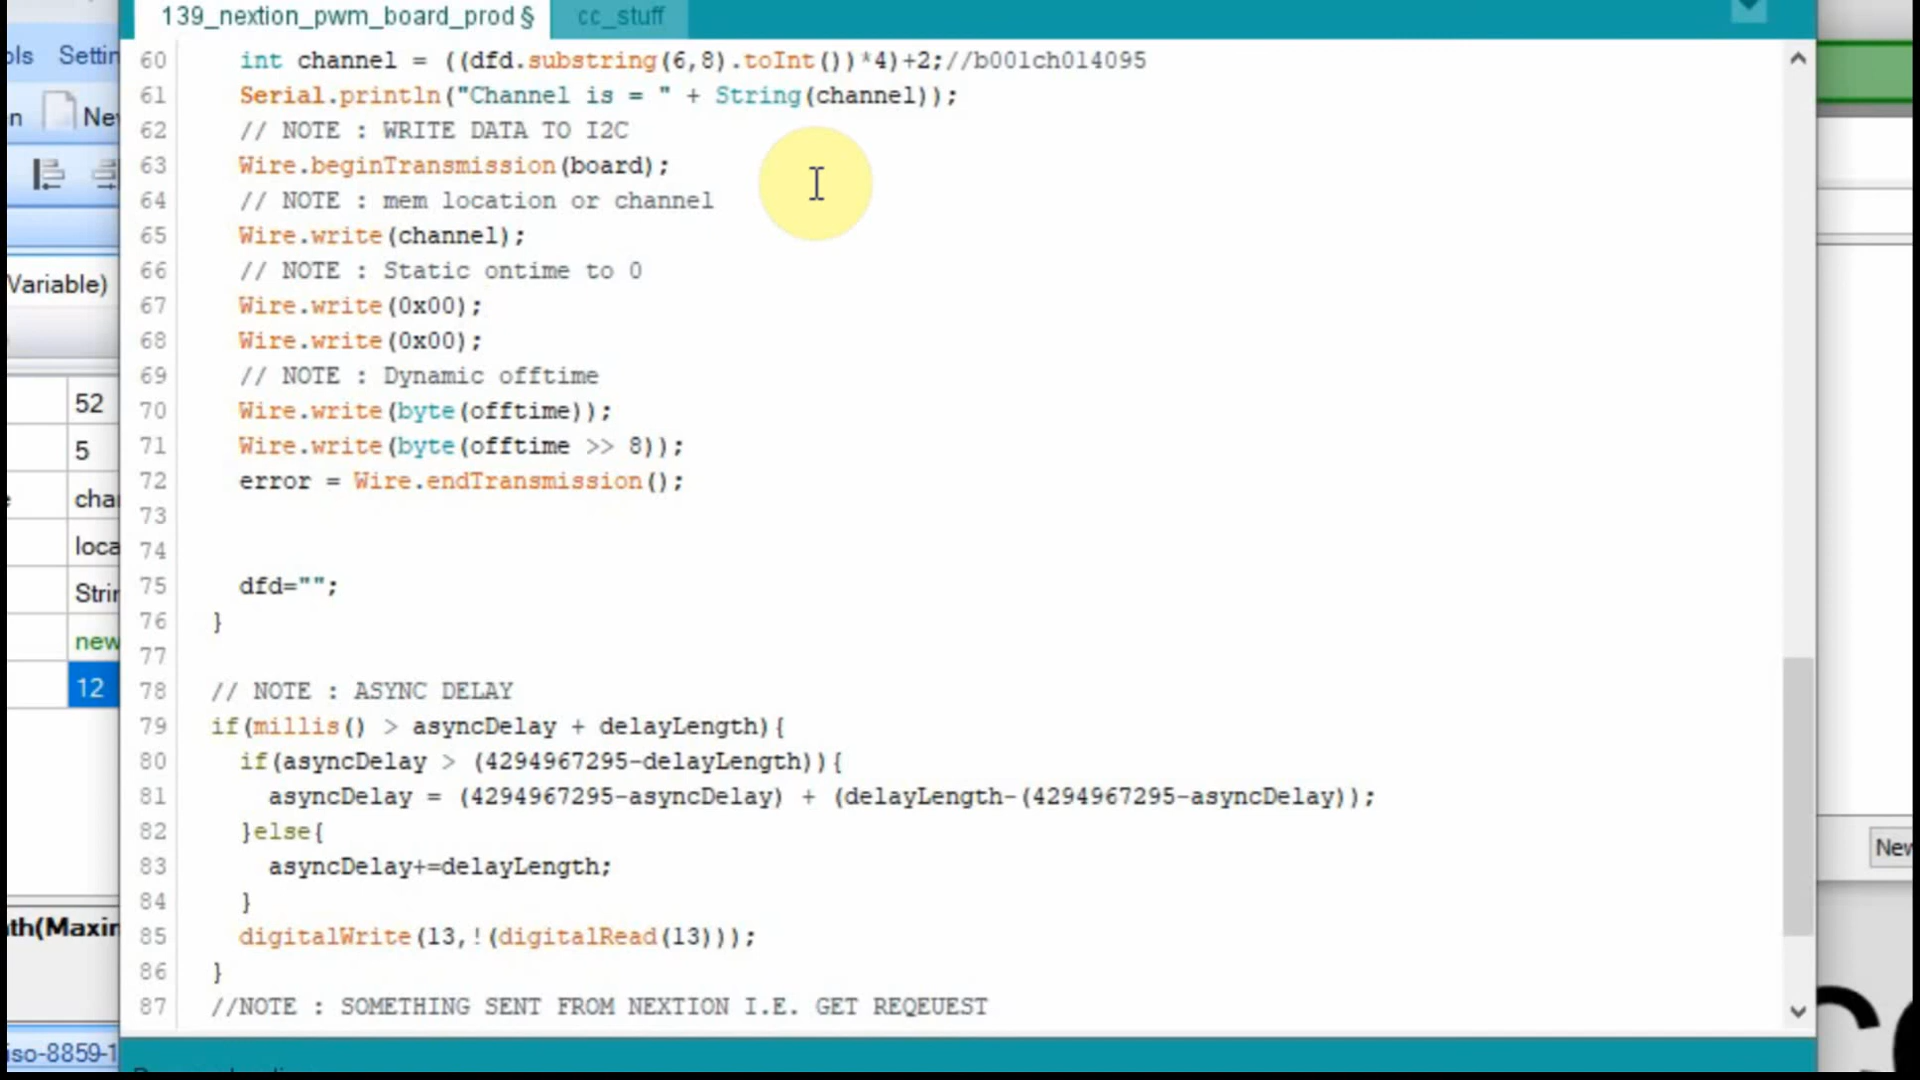 139_nextion_pwm_board_prod §
cc_stuff
Settin
60 int channel = ((dfd.substring(6,8).toInt())*4)+2;//b001ch014095
61 Serial.println("Channel is = " + String(channel));
62 // NOTE : WRITE DATA TO I2C
63 Wire.beginTransmission(board);
64 // NOTE : mem location or channel
65 Wire.write(channel);
66 // NOTE : Static ontime to 0
67 Wire.write(0x00);
68 Wire.write(0x00);
69 // NOTE : Dynamic offtime
70 Wire.write(byte(offtime));
71 Wire.write(byte(offtime >> 8));
72 error = Wire.endTransmission();
73
74
75 dfd="";
76 }
77
78 // NOTE : ASYNC DELAY
79 if(millis() > asyncDelay + delayLength){
80 if(asyncDelay > (4294967295-delayLength)){
81 asyncDelay = (4294967295-asyncDelay) + (delayLength-(4294967295-asyncDelay));
82 }else{
83 asyncDelay+=delayLength;
84 }
85 digitalWrite(13,!(digitalRead(13)));
86 }
87 //NOTE : SOMETHING SENT FROM NEXTION I.E. GET REQEUEST
Variable)
52
5
char
loca
Strin
new
12
th(Maxim
iso-8859-1
New